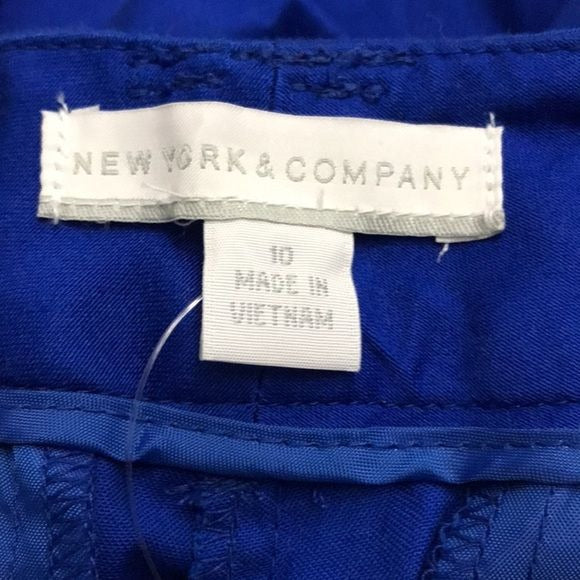 NEW YORK & COMPANY
10
MADE IN
VIETNAM